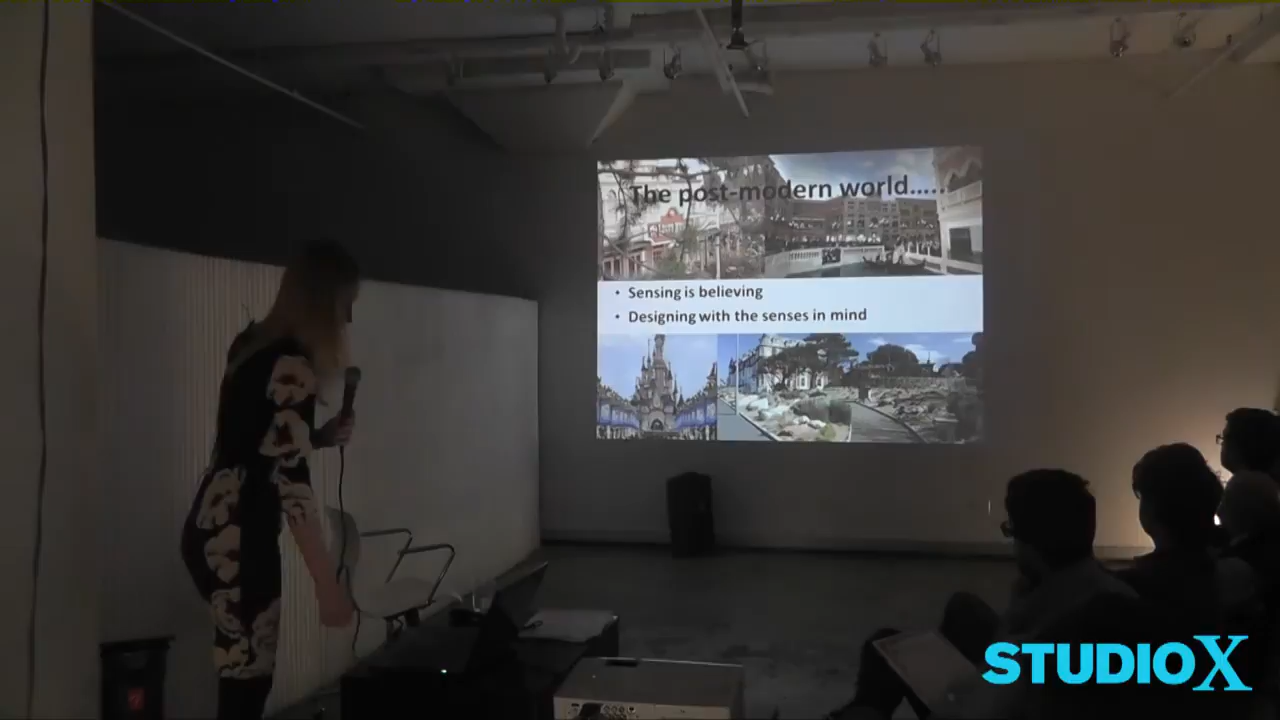 The post-modern world.....
• Sensing is believing
• Designing with the senses in mind
STUDIOX